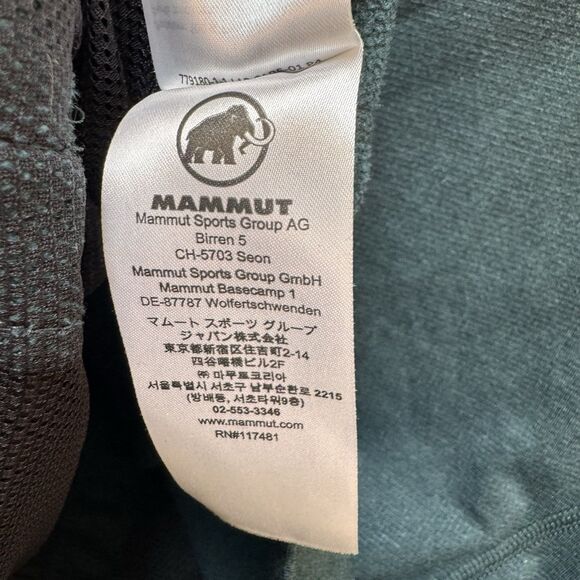 MAMMUT
Mammut Sports Group AG
Birren 5
CH-5703 Seon
Mammut Sports Group GmbH
Mammut Basecamp 1
DE-87787 Wolfertschwenden
マムート スポーツ グループ
ジャパン株式会社
東京都新宿区住吉町2-14
四谷曙橋ビル2F
㈜ 마무트코리아
서울특별시 서초구 남부순환로 2215
(방배동, 서초타워9층)
02-553-3346
www.mammut.com
RN#117481